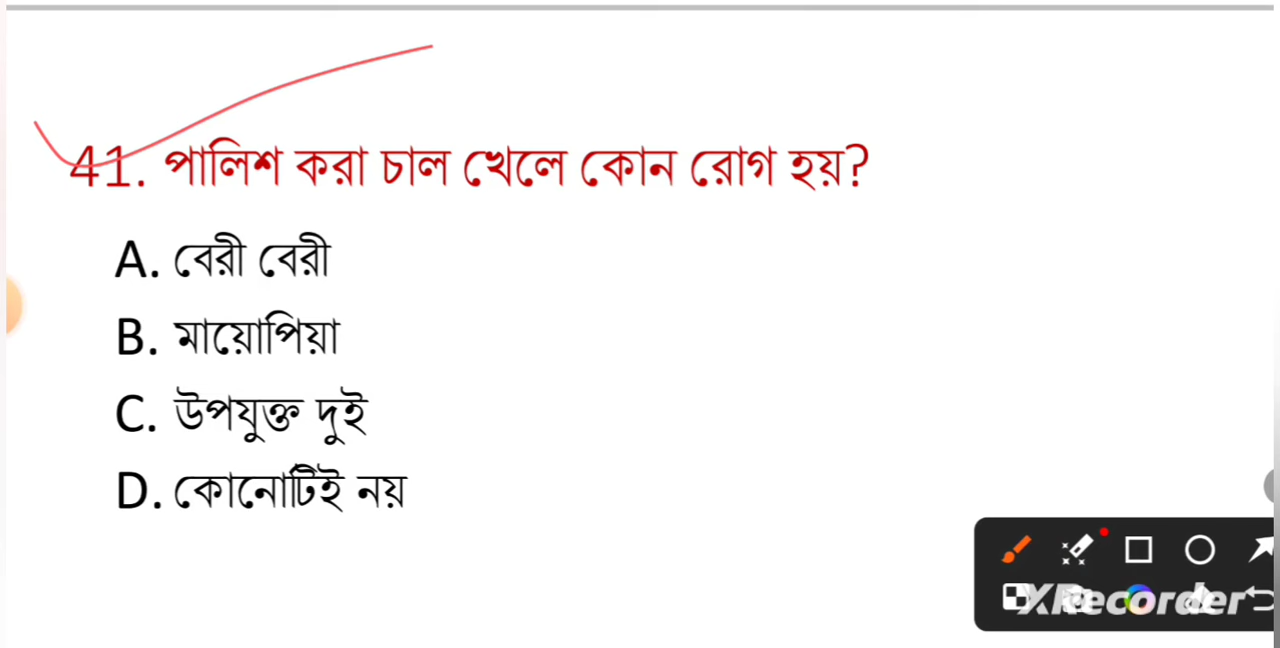 41. পালিশ করা চাল খেলে কোন রোগ হয়?
A. বেরী বেরী
B. মায়োপিয়া
C. উপযুক্ত দুই
D. কোনোটিই নয়
XRecorder